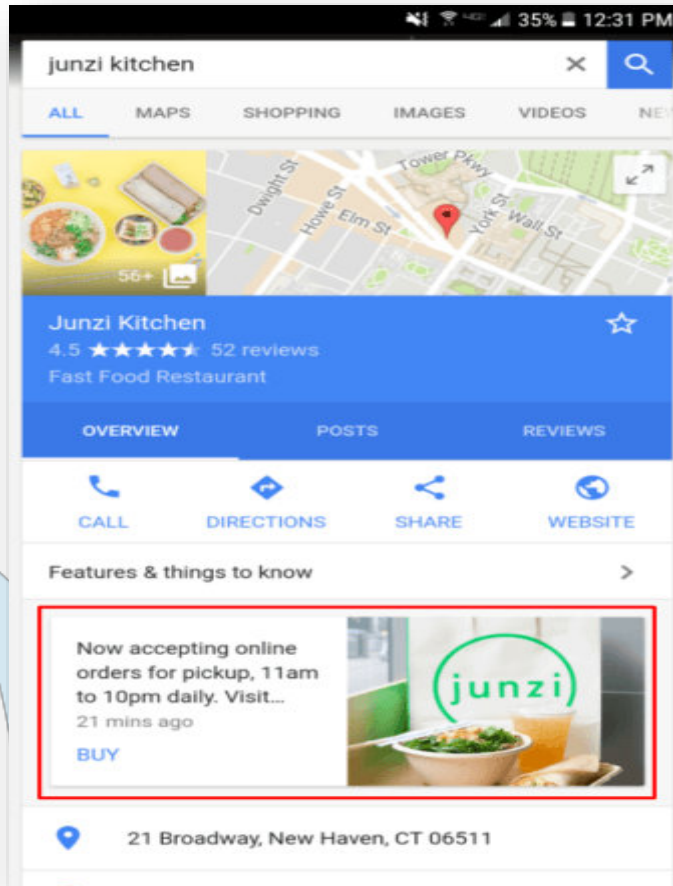 35% 12:31 PM
junzi kitchen
ALL MAPS SHOPPING IMAGES VIDEOS
Dwight St
Howe St
Elm St
Tower Pkwy
York St
Wall St
56+
Junzi Kitchen
4.5 52 reviews
Fast Food Restaurant
OVERVIEW POSTS REVIEWS
CALL DIRECTIONS SHARE WEBSITE
Features & things to know
Now accepting online
orders for pickup, 11am
to 10pm daily. Visit...
21 mins ago
BUY
junzi
21 Broadway, New Haven, CT 06511